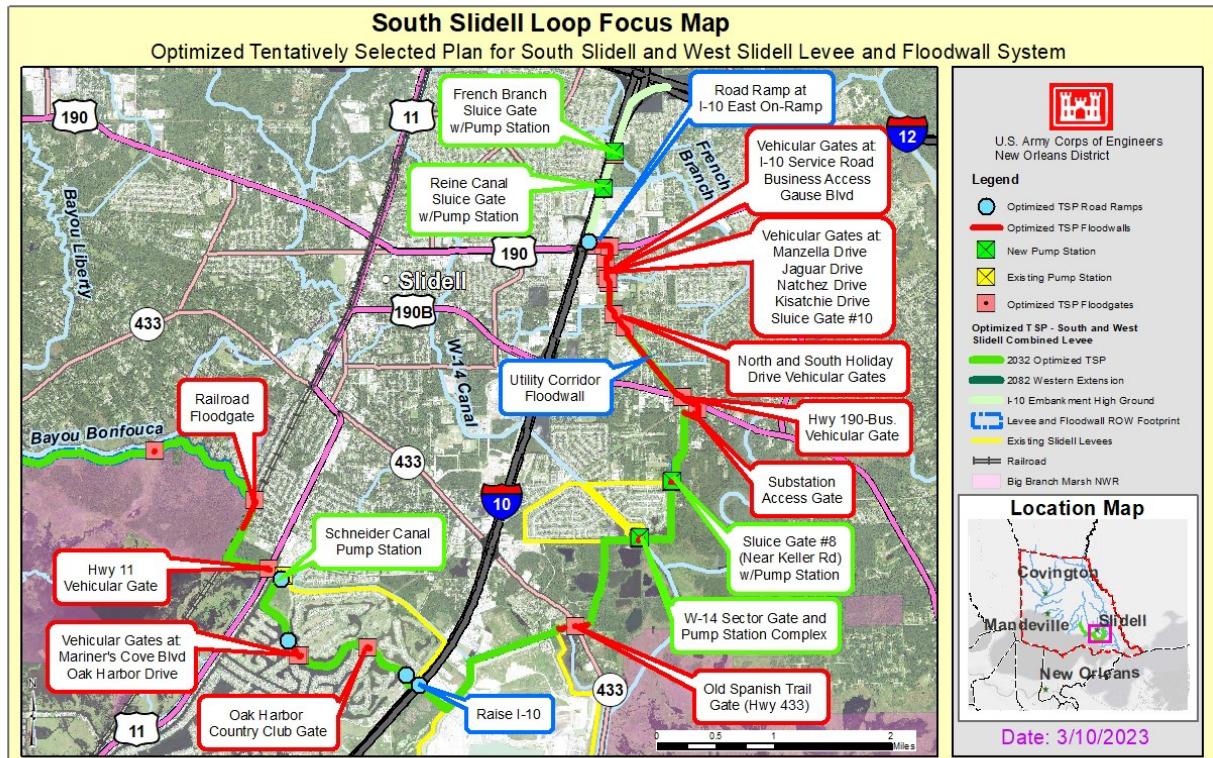 South Slidell Loop Focus Map
Optimized Tentatively Selected Plan for South Slidell and West Slidell Levee and Floodwall System
French Branch
Sluice Gate
w/Pump Station
Road Ramp at
I-10 East On-Ramp
190
11
12
French
Branch
Reine Canal
Sluice Gate
w/Pump Station
Vehicular Gates at:
I-10 Service Road
Business Access
Gause Blvd
Bayou Liberty
190
Slidell
Vehicular Gates at:
Manzella Drive
Jaguar Drive
Natchez Drive
Kisatchie Drive
Sluice Gate #10
433
190B
W-14 Canal
North and South Holiday
Drive Vehicular Gates
Utility Corridor
Floodwall
Railroad
Floodgate
Hwy 190-Bus.
Vehicular Gate
Bayou Bonfouca
433
Substation
Access Gate
10
Schneider Canal
Pump Station
Sluice Gate #8
(Near Keller Rd)
w/Pump Station
Hwy 11
Vehicular Gate
W-14 Sector Gate and
Pump Station Complex
Vehicular Gates at:
Mariner's Cove Blvd
Oak Harbor Drive
433
Old Spanish Trail
Gate (Hwy 433)
Raise I-10
Oak Harbor
Country Club Gate
11
N
0 0.5 1 2
Miles
U.S. Army Corps of Engineers
New Orleans District
Legend
Optimized TSP Road Ramps
Optimized TSP Floodwalls
New Pump Station
Existing Pump Station
Optimized TSP Floodgates
Optimized TSP - South and West
Slidell Combined Levee
2032 Optimized TSP
2082 Western Extension
I-10 Embankment High Ground
Levee and Floodwall ROW Footprint
Existing Slidell Levees
Railroad
Big Branch Marsh NWR
Location Map
Covington
Mandeville
Slidell
New Orleans
Date: 3/10/2023